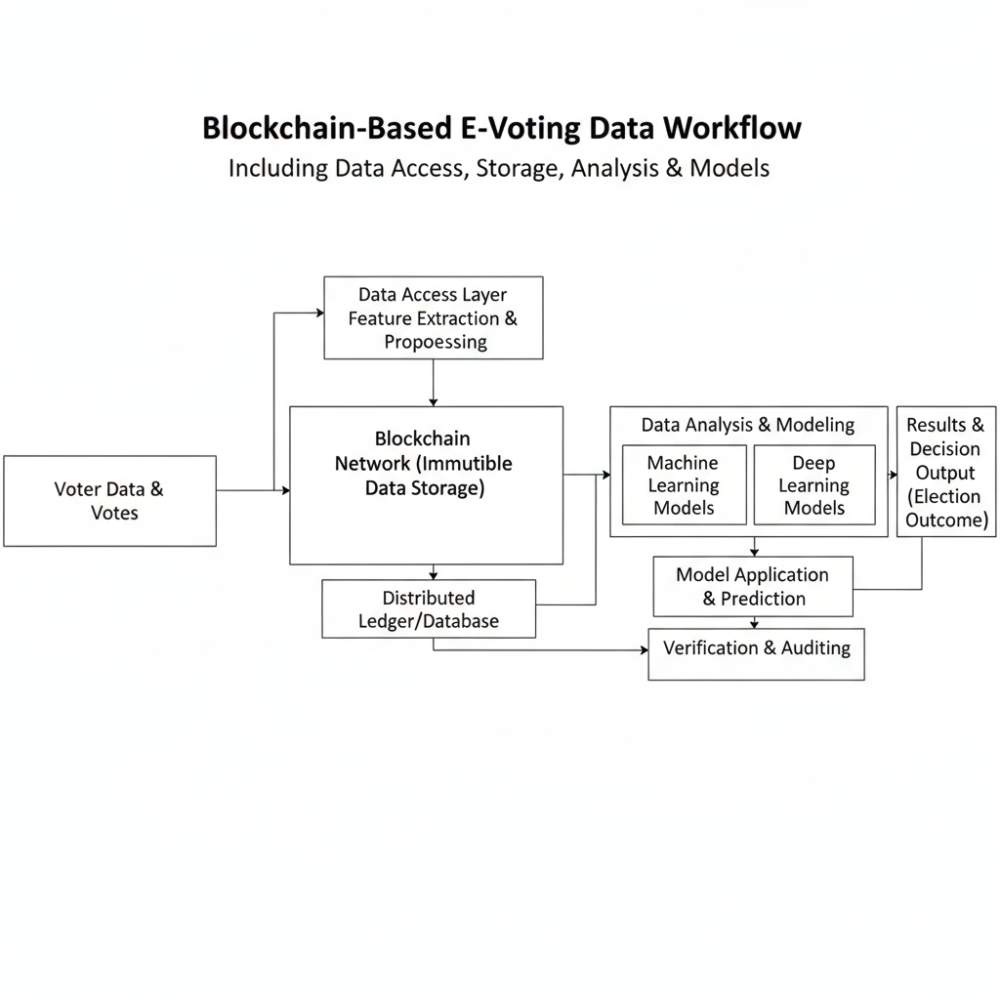 Blockchain-Based E-Voting Data Workflow
Including Data Access, Storage, Analysis & Models
Data Access Layer
Feature Extraction &
Propoessing
Voter Data &
Votes
Blockchain
Network (Immutible
Data Storage)
Distributed
Ledger/Database
Data Analysis & Modeling
Machine
Learning
Models
Deep
Learning
Models
Results &
Decision
Output
(Election
Outcome)
Model Application
& Prediction
Verification & Auditing